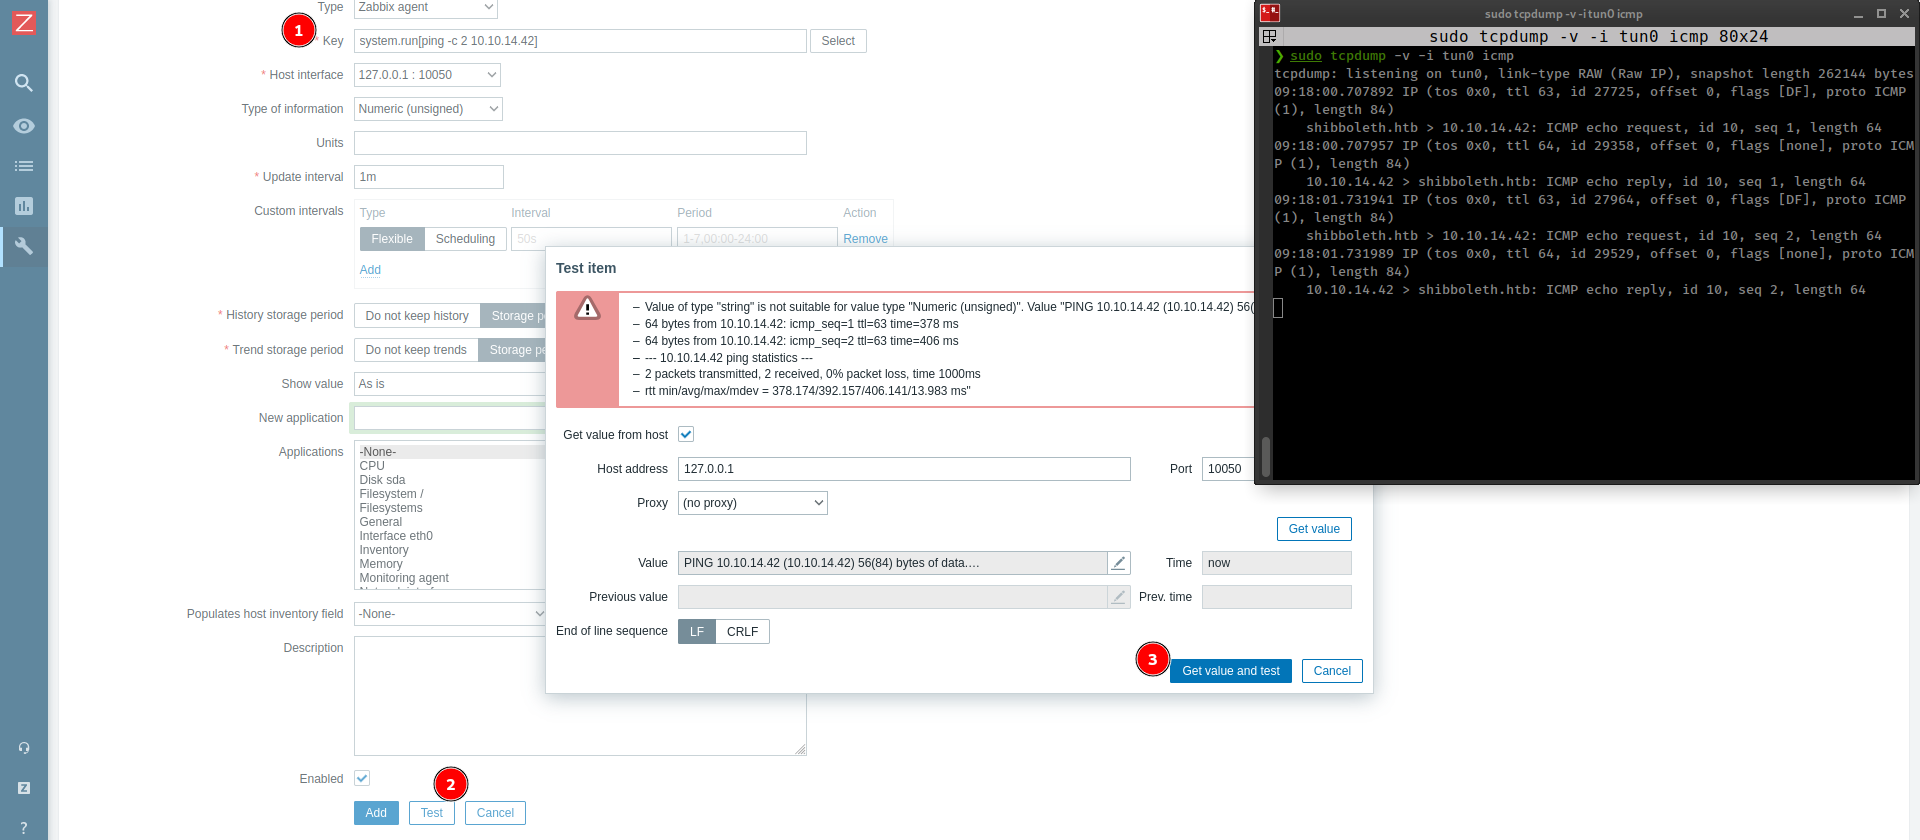 Type
Zabbix agent
1
* Key
system.run[ping -c 2 10.10.14.42]
Select
* Host interface
127.0.0.1 : 10050
Type of information
Numeric (unsigned)
Units
* Update interval
1m
Custom intervals
Type Interval Period Action
Flexible Scheduling 50s 1-7,00:00-24:00 Remove
Add
* History storage period
Do not keep history Storage p
* Trend storage period
Do not keep trends Storage pe
Show value
As is
New application
Applications
-None-
CPU
Disk sda
Filesystem /
Filesystems
General
Interface eth0
Inventory
Memory
Monitoring agent
Populates host inventory field
-None-
Description
Enabled
2
Add Test Cancel
Test item
– Value of type "string" is not suitable for value type "Numeric (unsigned)". Value "PING 10.10.14.42 (10.10.14.42) 56(
– 64 bytes from 10.10.14.42: icmp_seq=1 ttl=63 time=378 ms
– 64 bytes from 10.10.14.42: icmp_seq=2 ttl=63 time=406 ms
– --- 10.10.14.42 ping statistics ---
– 2 packets transmitted, 2 received, 0% packet loss, time 1000ms
– rtt min/avg/max/mdev = 378.174/392.157/406.141/13.983 ms"
Get value from host
Host address 127.0.0.1 Port 10050
Proxy (no proxy)
Get value
Value PING 10.10.14.42 (10.10.14.42) 56(84) bytes of data.… Time now
Previous value Prev. time
End of line sequence LF CRLF
3
Get value and test Cancel
sudo tcpdump -v -i tun0 icmp
sudo tcpdump -v -i tun0 icmp 80x24
❯ sudo tcpdump -v -i tun0 icmp
tcpdump: listening on tun0, link-type RAW (Raw IP), snapshot length 262144 bytes
09:18:00.707892 IP (tos 0x0, ttl 63, id 27725, offset 0, flags [DF], proto ICMP
(1), length 84)
shibboleth.htb > 10.10.14.42: ICMP echo request, id 10, seq 1, length 64
09:18:00.707957 IP (tos 0x0, ttl 64, id 29358, offset 0, flags [none], proto ICM
P (1), length 84)
10.10.14.42 > shibboleth.htb: ICMP echo reply, id 10, seq 1, length 64
09:18:01.731941 IP (tos 0x0, ttl 63, id 27964, offset 0, flags [DF], proto ICMP
(1), length 84)
shibboleth.htb > 10.10.14.42: ICMP echo request, id 10, seq 2, length 64
09:18:01.731989 IP (tos 0x0, ttl 64, id 29529, offset 0, flags [none], proto ICM
P (1), length 84)
10.10.14.42 > shibboleth.htb: ICMP echo reply, id 10, seq 2, length 64
Z
Z
?